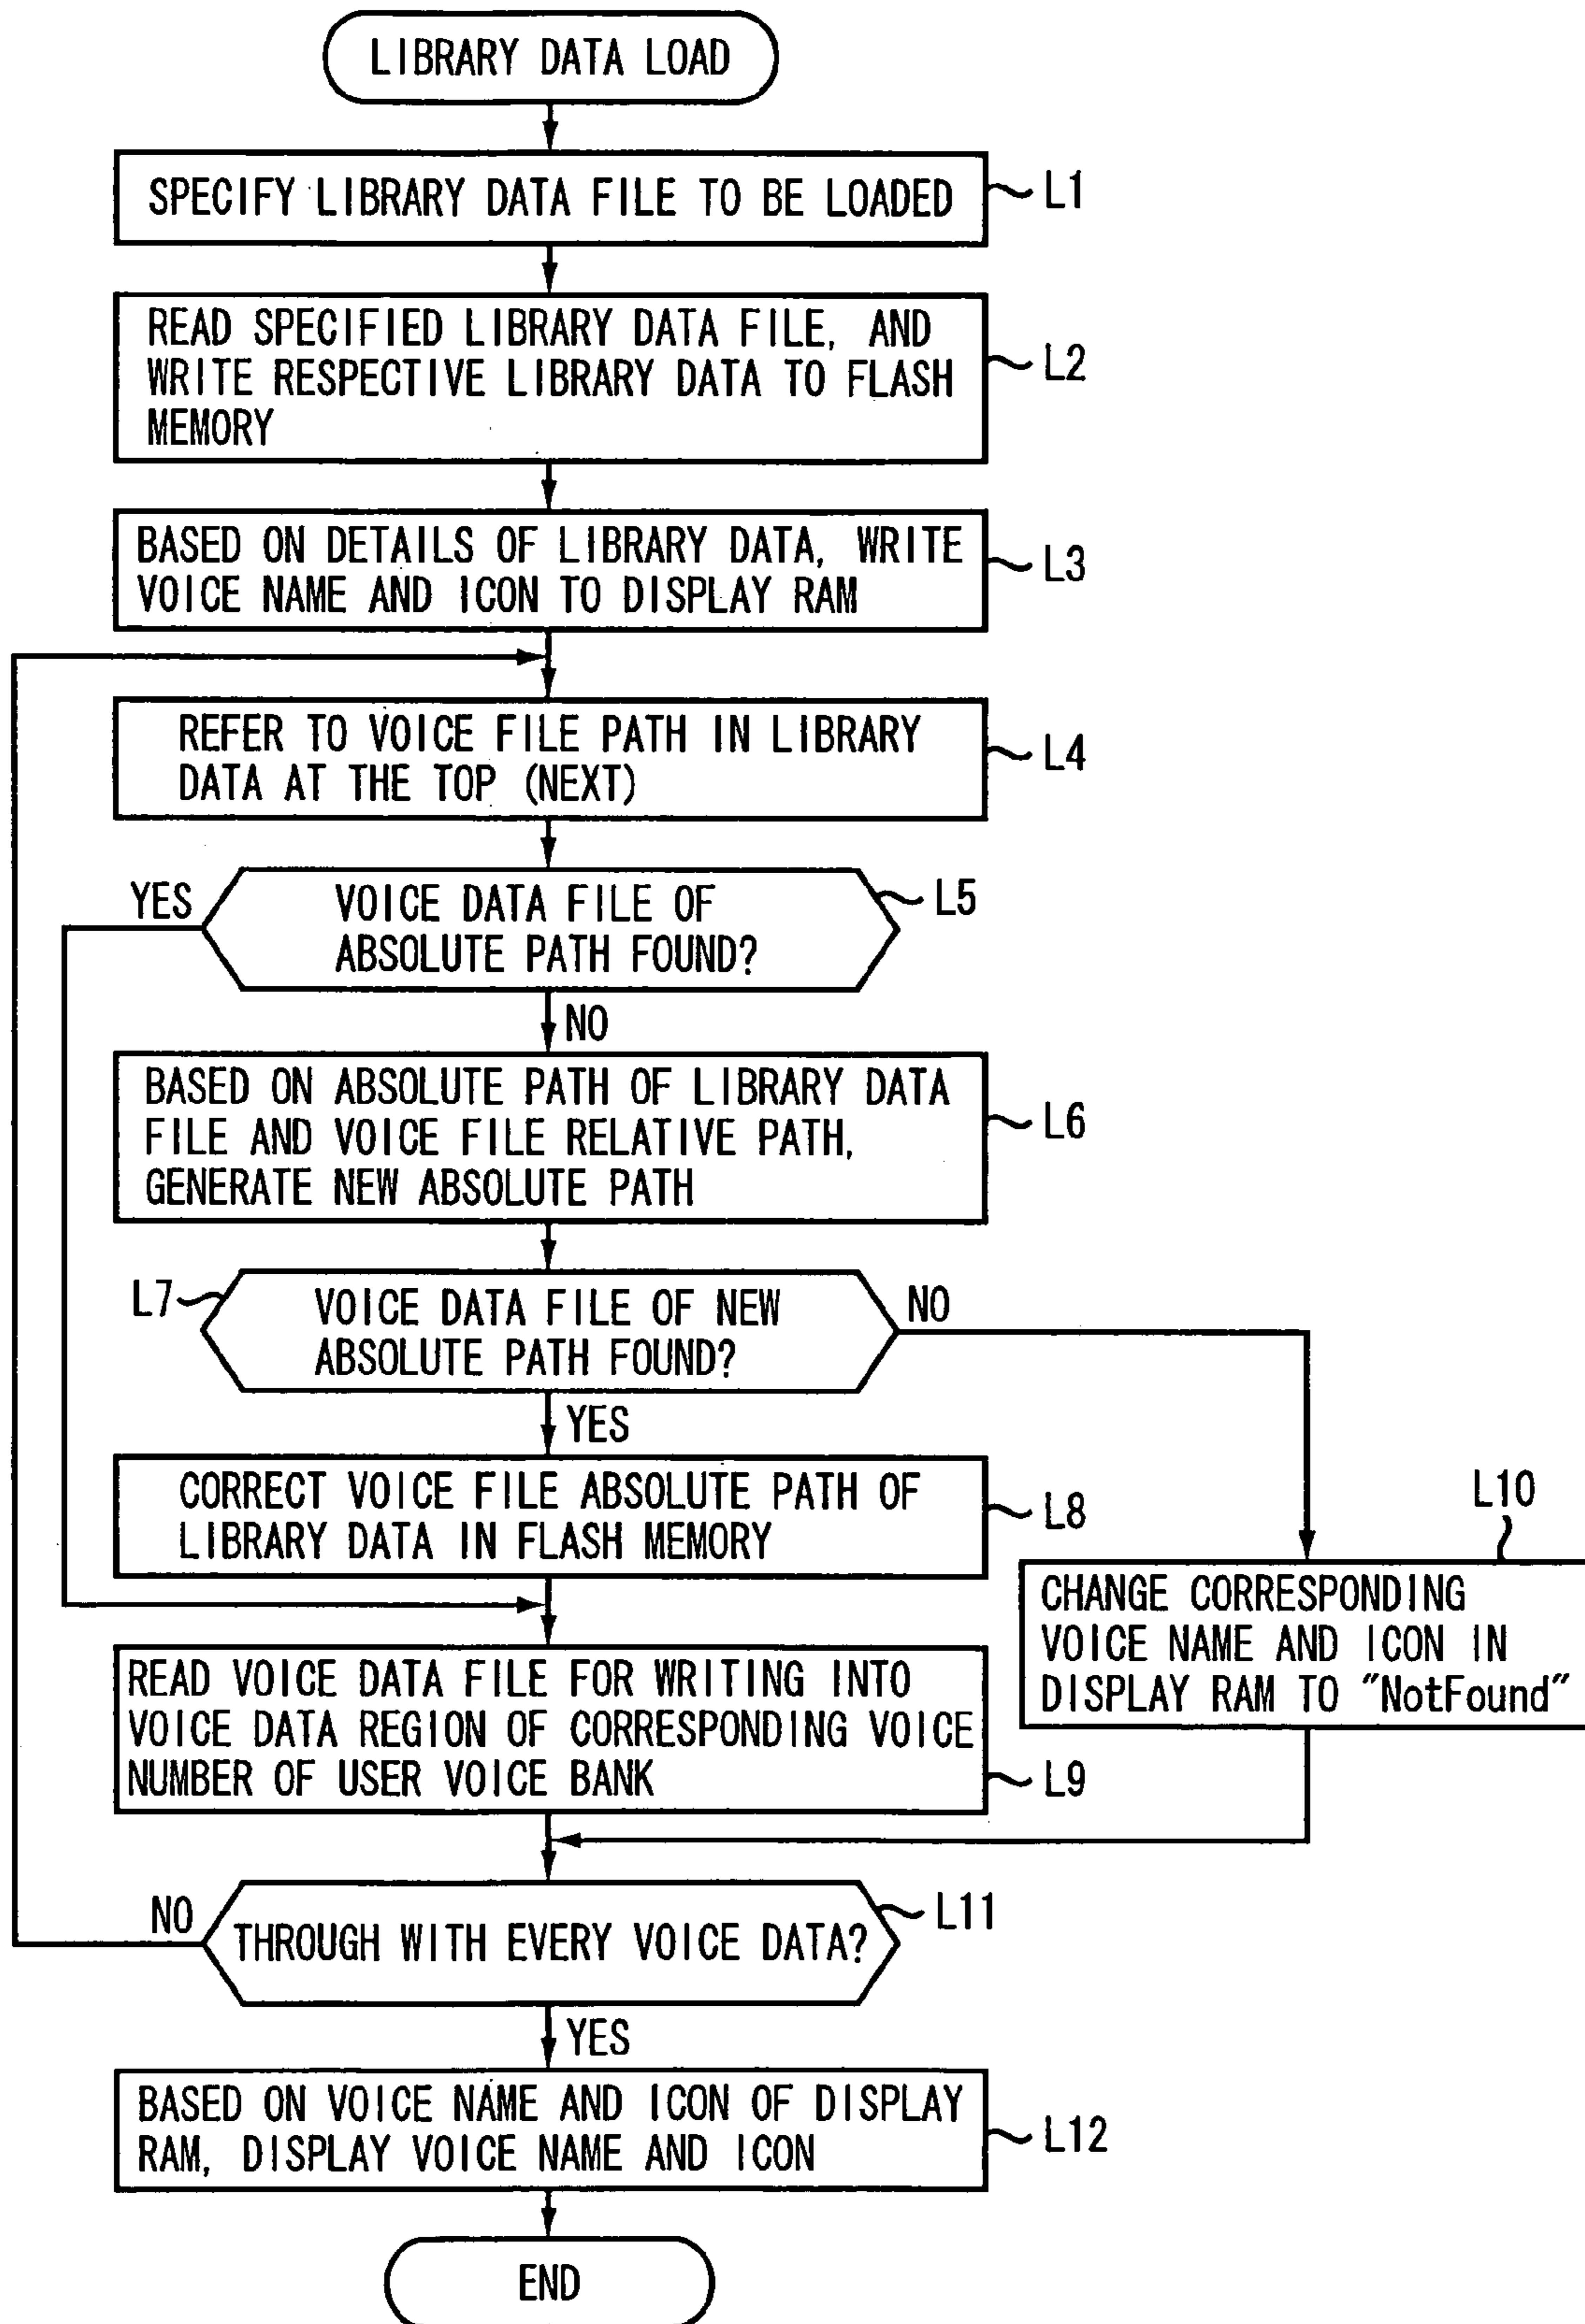 LIBRARY DATA LOAD
SPECIFY LIBRARY DATA FILE TO BE LOADED
L1
READ SPECIFIED LIBRARY DATA FILE, AND
WRITE RESPECTIVE LIBRARY DATA TO FLASH
MEMORY
L2
BASED ON DETAILS OF LIBRARY DATA, WRITE
VOICE NAME AND ICON TO DISPLAY RAM
L3
REFER TO VOICE FILE PATH IN LIBRARY
DATA AT THE TOP (NEXT)
L4
YES
VOICE DATA FILE OF
ABSOLUTE PATH FOUND?
L5
NO
BASED ON ABSOLUTE PATH OF LIBRARY DATA
FILE AND VOICE FILE RELATIVE PATH,
GENERATE NEW ABSOLUTE PATH
L6
L7
VOICE DATA FILE OF NEW
ABSOLUTE PATH FOUND?
NO
YES
CORRECT VOICE FILE ABSOLUTE PATH OF
LIBRARY DATA IN FLASH MEMORY
L8
L10
CHANGE CORRESPONDING
VOICE NAME AND ICON IN
DISPLAY RAM TO "NotFound"
READ VOICE DATA FILE FOR WRITING INTO
VOICE DATA REGION OF CORRESPONDING VOICE
NUMBER OF USER VOICE BANK
L9
NO
THROUGH WITH EVERY VOICE DATA?
L11
YES
BASED ON VOICE NAME AND ICON OF DISPLAY
RAM, DISPLAY VOICE NAME AND ICON
L12
END